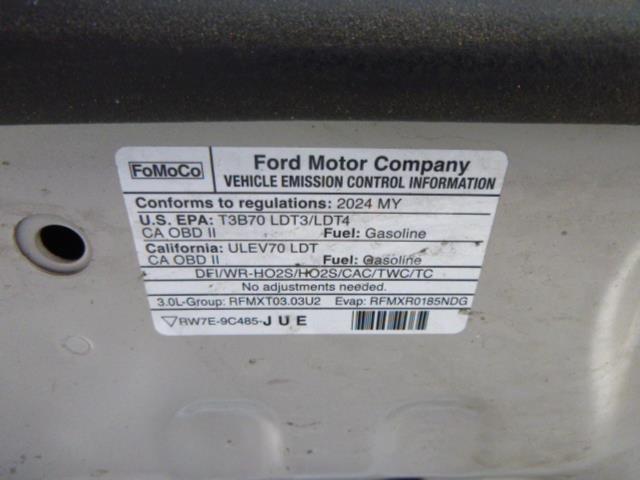 FoMoCo
Ford Motor Company
VEHICLE EMISSION CONTROL INFORMATION
Conforms to regulations: 2024 MY
U.S. EPA: T3B70 LDT3/LDT4
CA OBD II Fuel: Gasoline
California: ULEV70 LDT
CA OBD II Fuel: Gasoline
DFI/WR-HO2S/HO2S/CAC/TWC/TC
No adjustments needed.
3.0L-Group: RFMXT03.03U2 Evap: RFMXR0185NDG
RW7E-9C485-JUE